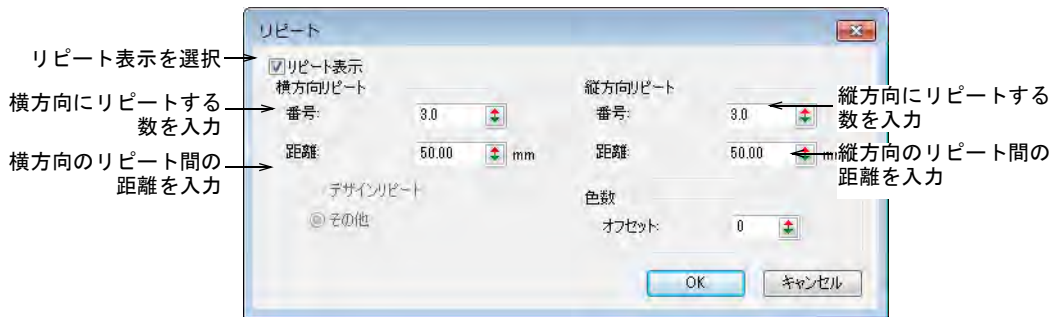 リピート
リピート表示を選択
リピート表示
横方向リピート
縦方向リピート
横方向にリピートする
数を入力
番号:
3.0
番号:
3.0
縦方向にリピートする
数を入力
横方向のリピート間の
距離を入力
距離:
50.00
mm
距離:
50.00
縦方向のリピート間の
距離を入力
デザインリピート
その他
色数
オフセット:
0
OK
キャンセル